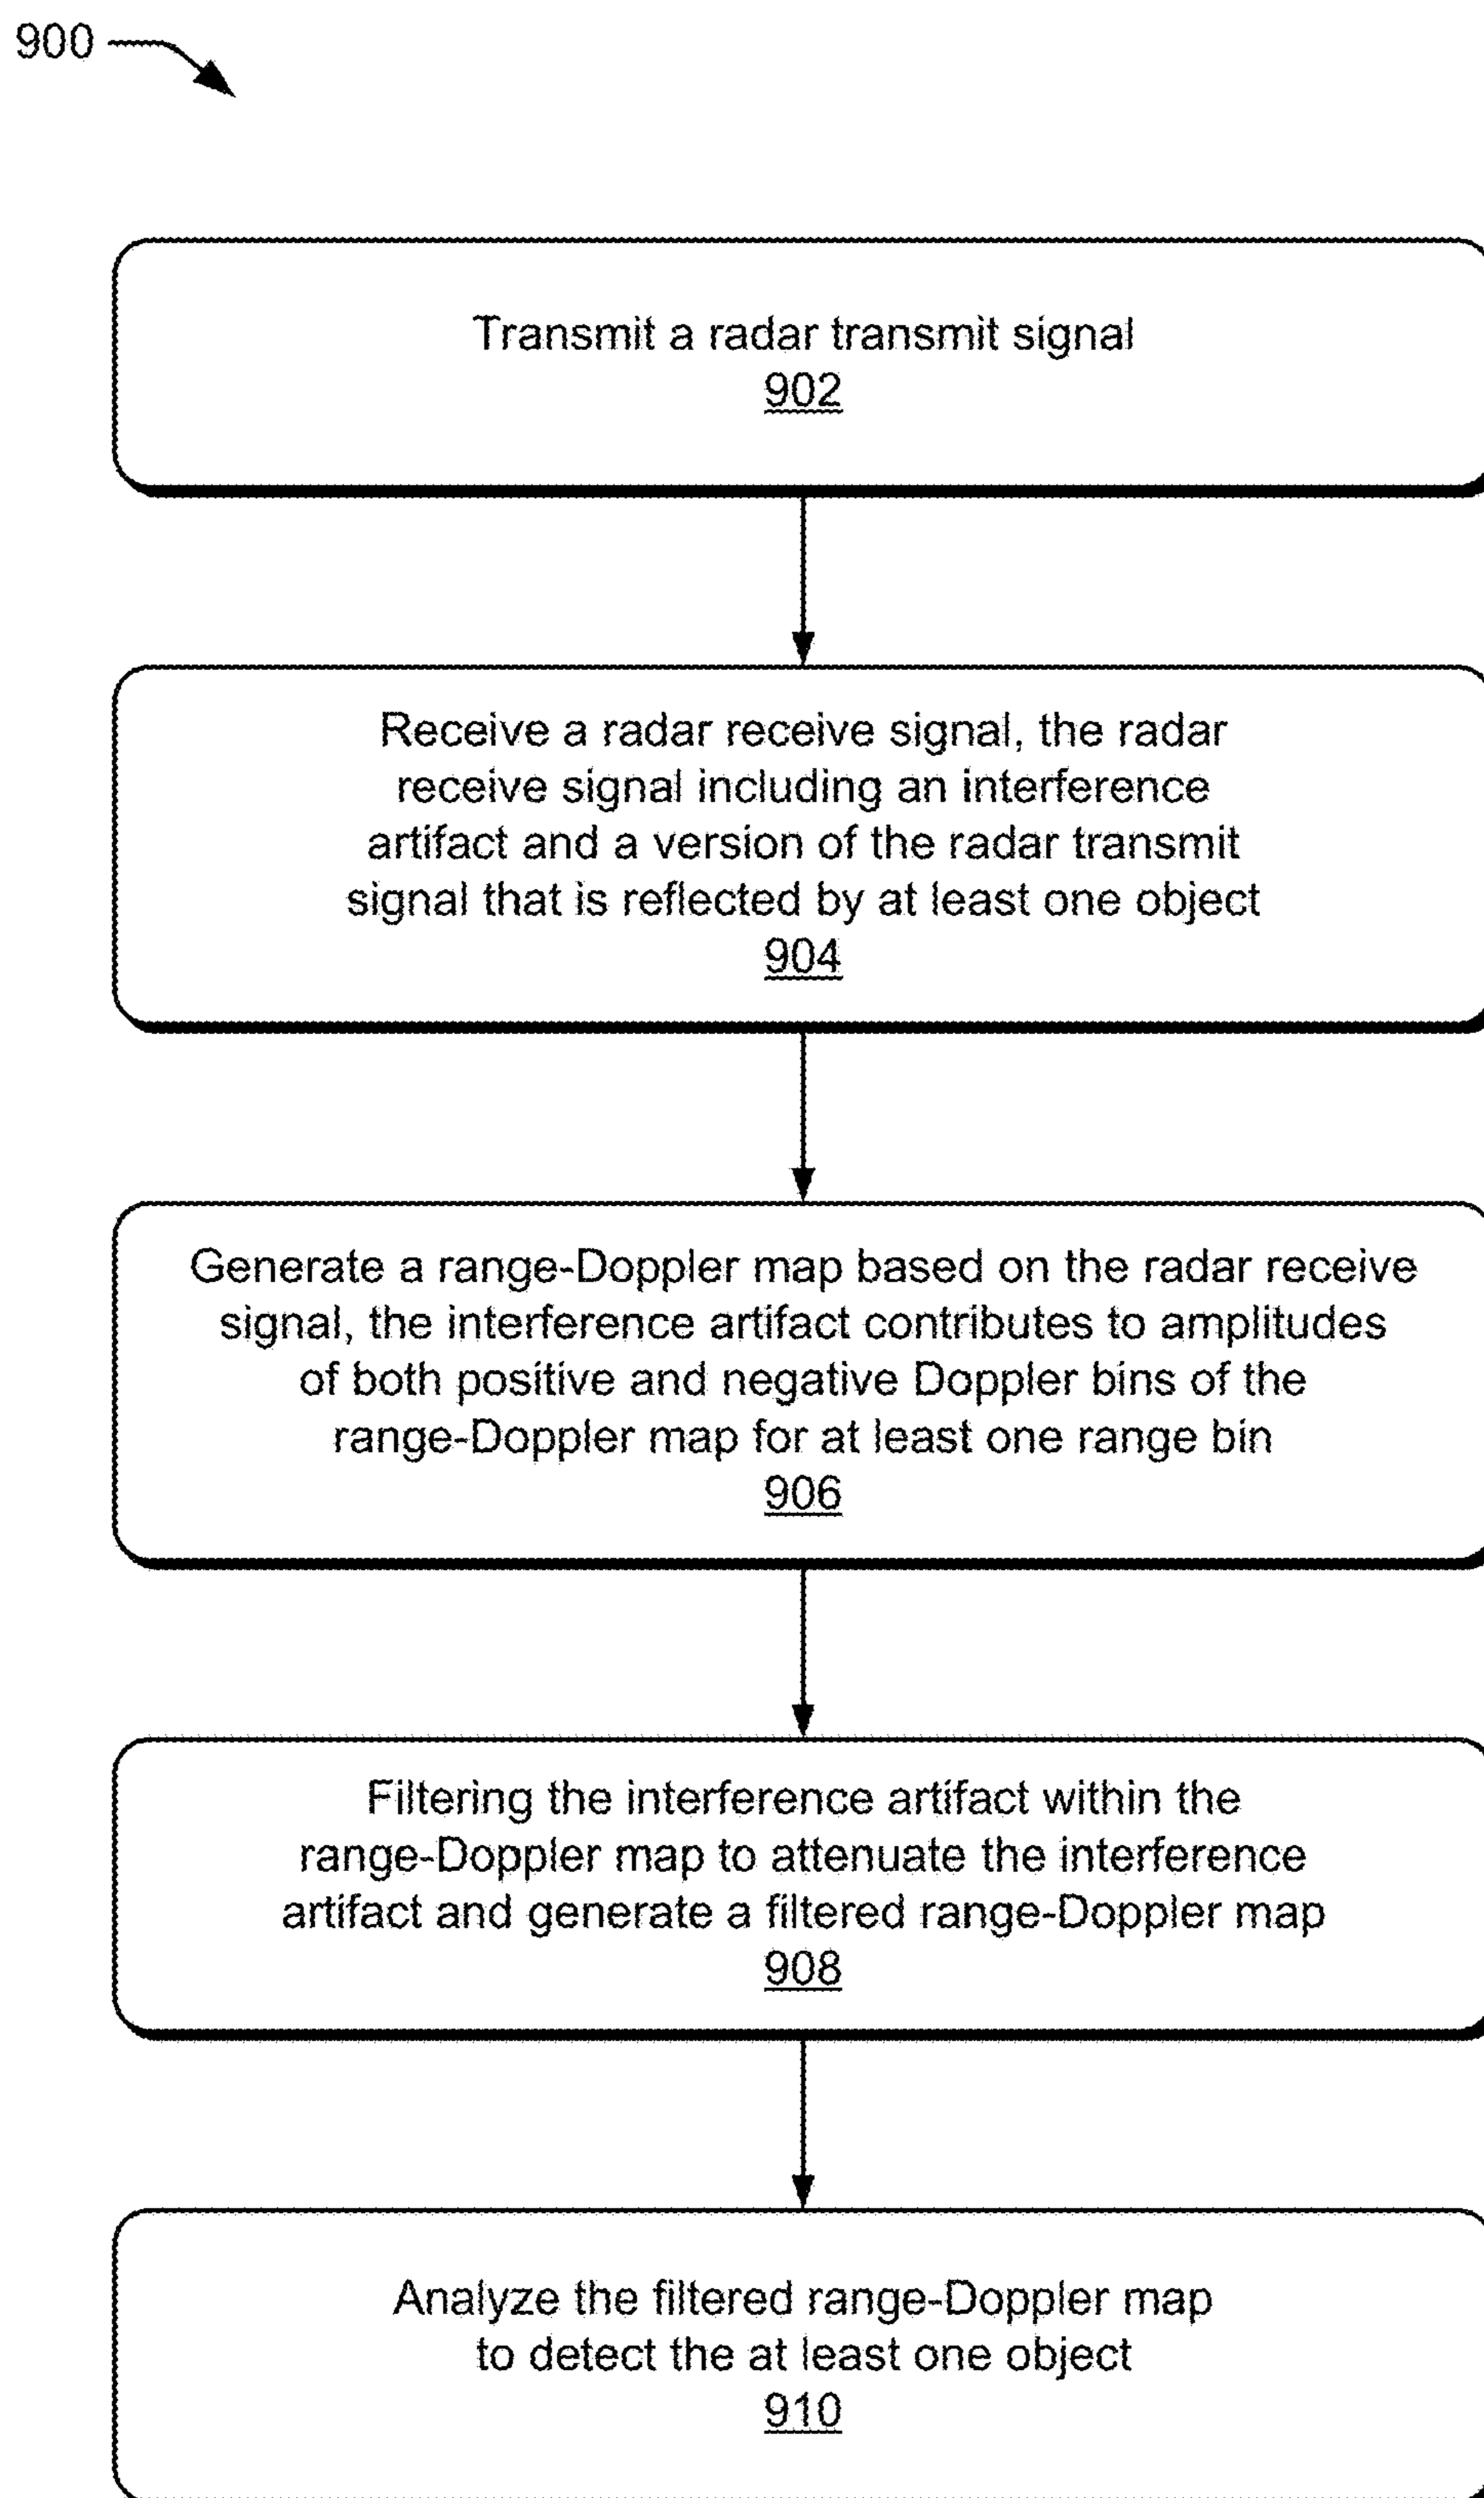 900
Transmit a radar transmit signal
902
Receive a radar receive signal, the radar
receive signal including an interference
artifact and a version of the radar transmit
signal that is reflected by at least one object
904
Generate a range-Doppler map based on the radar receive
signal, the interference artifact contributes to amplitudes
of both positive and negative Doppler bins of the
range-Doppler map for at least one range bin
906
Filtering the interference artifact within the
range-Doppler map to attenuate the interference
artifact and generate a filtered range-Doppler map
908
Analyze the filtered range-Doppler map
to detect the at least one object
910